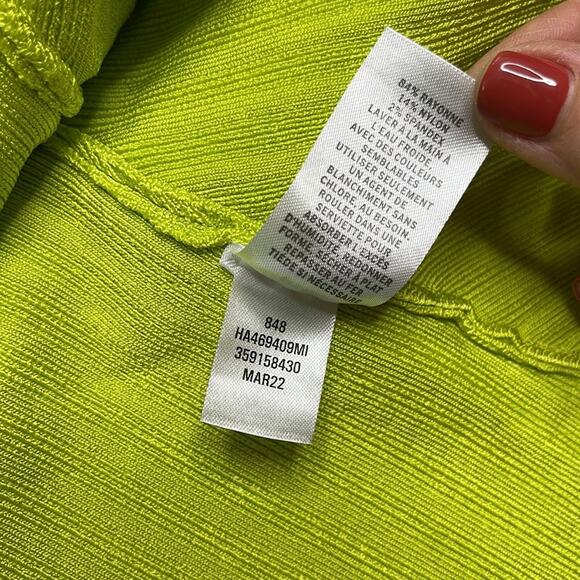 84% RAYONNE
14% NYLON
2% SPANDEX
LAVER À LA MAIN À
L'EAU FROIDE
AVEC DES COULEURS
SEMBLABLES
UTILISER SEULEMENT
UN AGENT DE
BLANCHIMENT SANS
CHLORE, AU BESOIN.
ROULER DANS UNE
SERVIETTE POUR
ABSORBER L'EXCÈS
D'HUMIDITÉ. REDONNER
FORME. SÉCHER À PLAT
REPASSER AU FER
TIÈDE SI NÉCESSAIRE
848
HA469409MI
359158430
MAR22